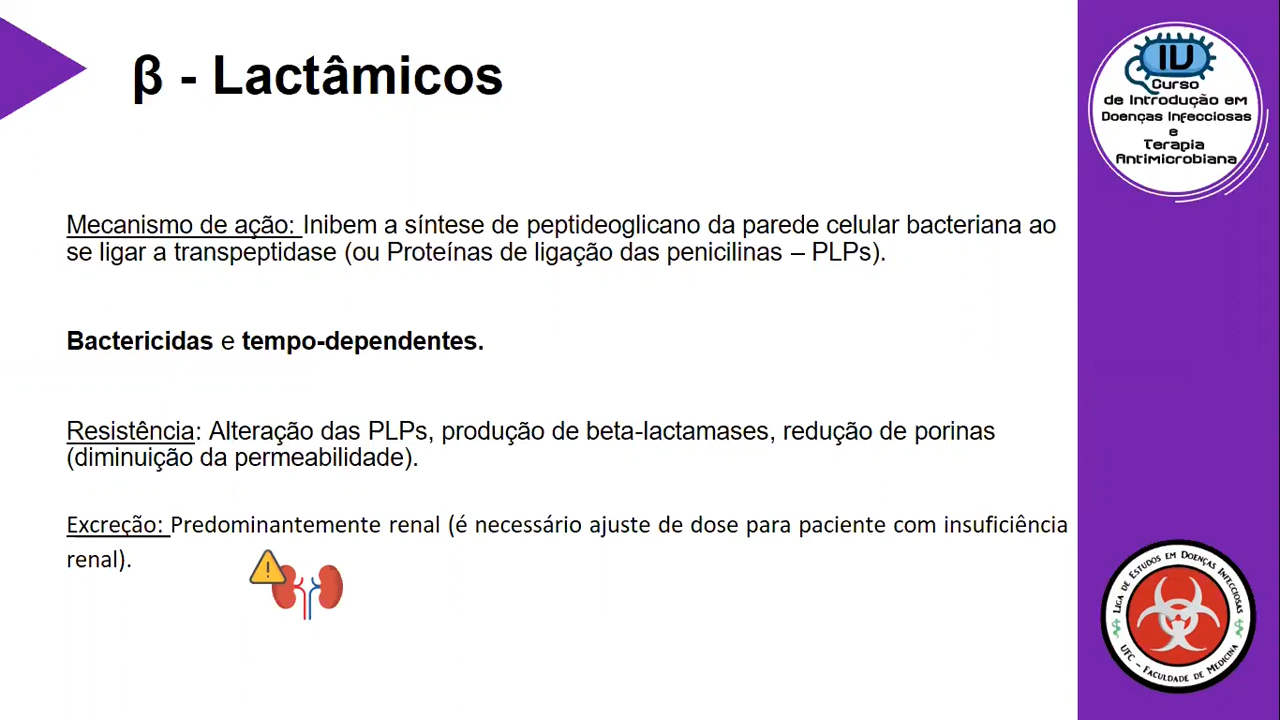 β - Lactâmicos
Mecanismo de ação: Inibem a síntese de peptideoglicano da parede celular bacteriana ao
se ligar a transpeptidase (ou Proteínas de ligação das penicilinas – PLPs).
Bactericidas e tempo-dependentes.
Resistência: Alteração das PLPs, produção de beta-lactamases, redução de porinas
(diminuição da permeabilidade).
Excreção: Predominantemente renal (é necessário ajuste de dose para paciente com insuficiência
renal).
IV
Curso
de Introdução em
Doenças Infecciosas
e
Terapia
Antimicrobiana
Liga de Estudos em Doenças Infecciosas
UTC – Faculdade de Medicina